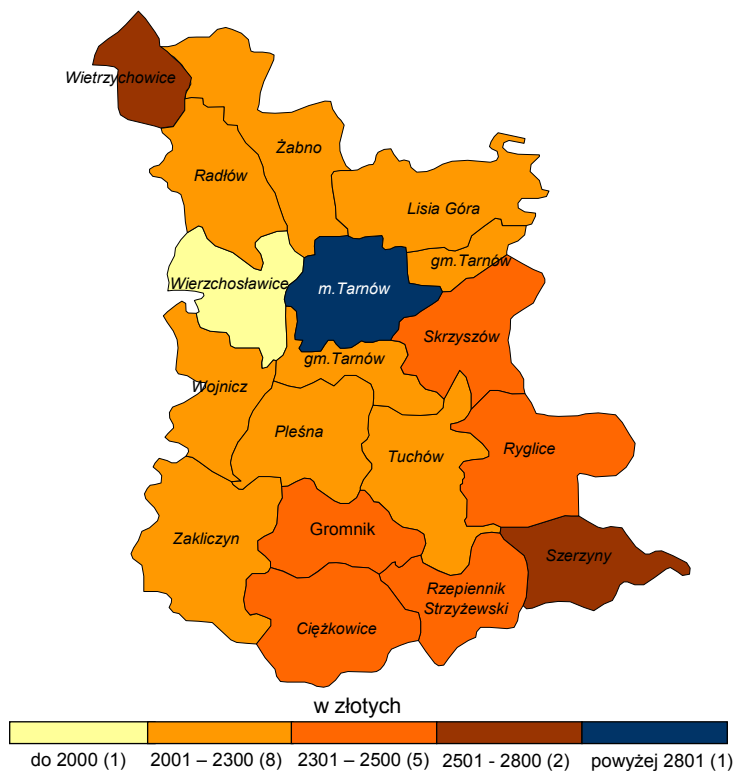 Wietrzychowice
Żabno
Radłów
Lisia Góra
gm.Tarnów
Wierzchosławice
m.Tarnów
Skrzyszów
gm.Tarnów
Wojnicz
Pleśna
Ryglice
Tuchów
Gromnik
Zakliczyn
Szerzyny
Rzepiennik
Strzyżewski
Ciężkowice
w złotych
do 2000 (1) 2001 – 2300 (8) 2301 – 2500 (5) 2501 - 2800 (2) powyżej 2801 (1)